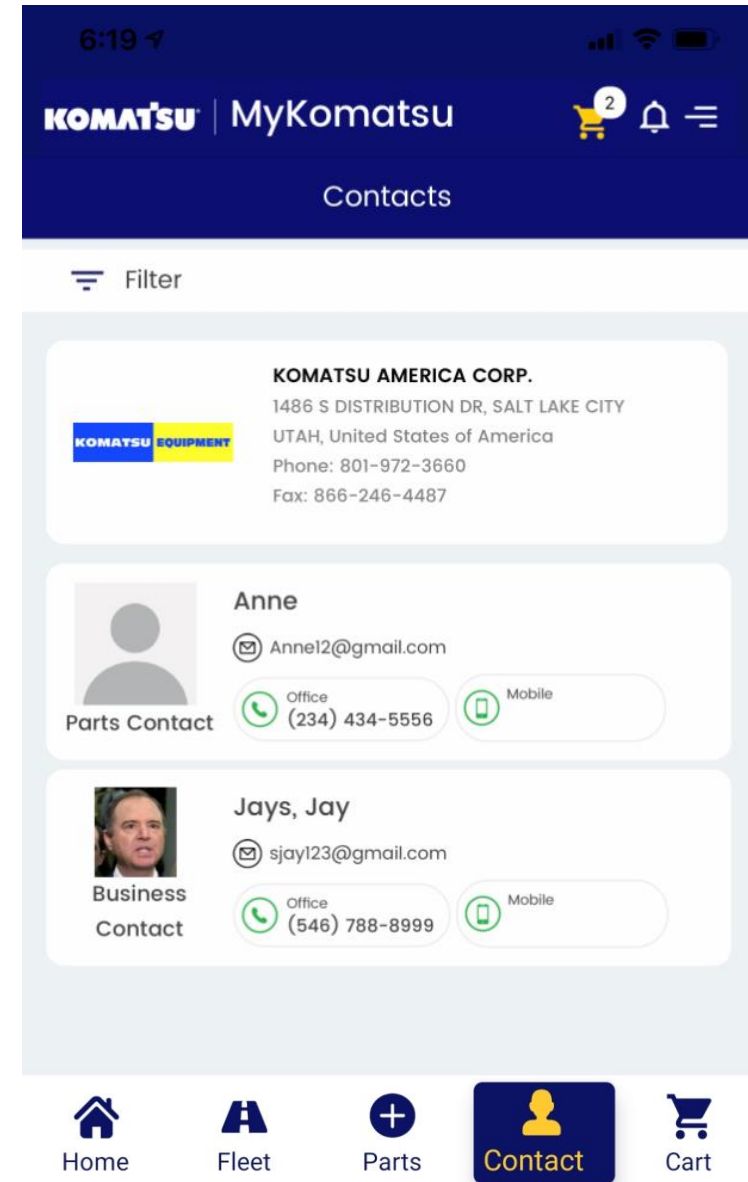 6:19
KOMATSU | MyKomatsu
2
Contacts
Filter
KOMATSU AMERICA CORP.
1486 S DISTRIBUTION DR, SALT LAKE CITY
UTAH, United States of America
Phone: 801-972-3660
Fax: 866-246-4487
KOMATSU EQUIPMENT
Anne
Anne12@gmail.com
Office
(234) 434-5556
Mobile
Parts Contact
Jays, Jay
sjay123@gmail.com
Office
(546) 788-8999
Mobile
Business
Contact
Home Fleet Parts Contact Cart